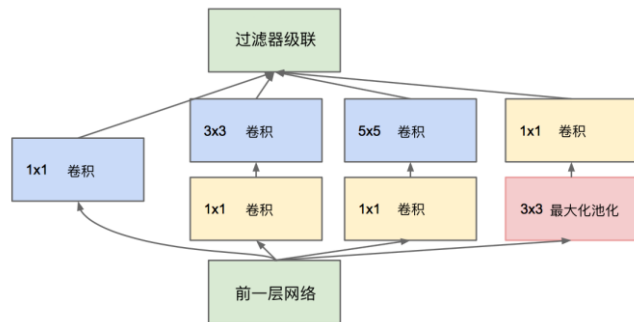 过滤器级联
3x3 卷积
5x5 卷积
1x1 卷积
1x1 卷积
1x1 卷积
1x1 卷积
3x3 最大化池化
前一层网络